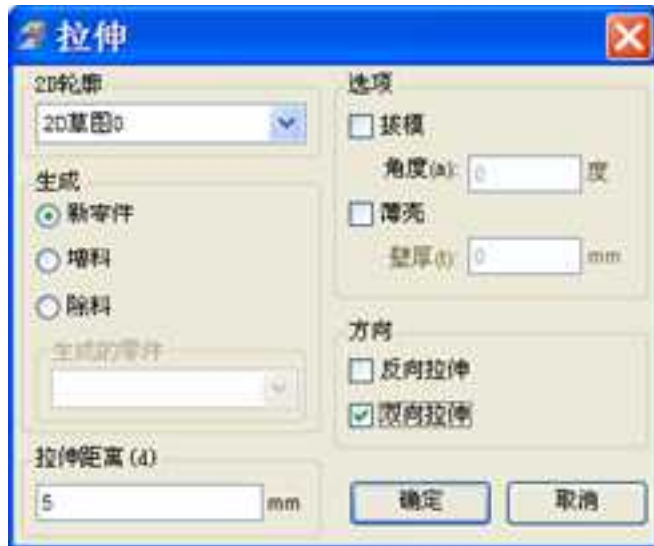 拉伸
2D轮廓
2D草图0
生成
新零件
增料
除料
生成的零件
拉伸距离(d)
5 mm
选项
拔模
角度(a): 0 度
薄壳
壁厚(t): 0 mm
方向
反向拉伸
双向拉伸
确定 取消